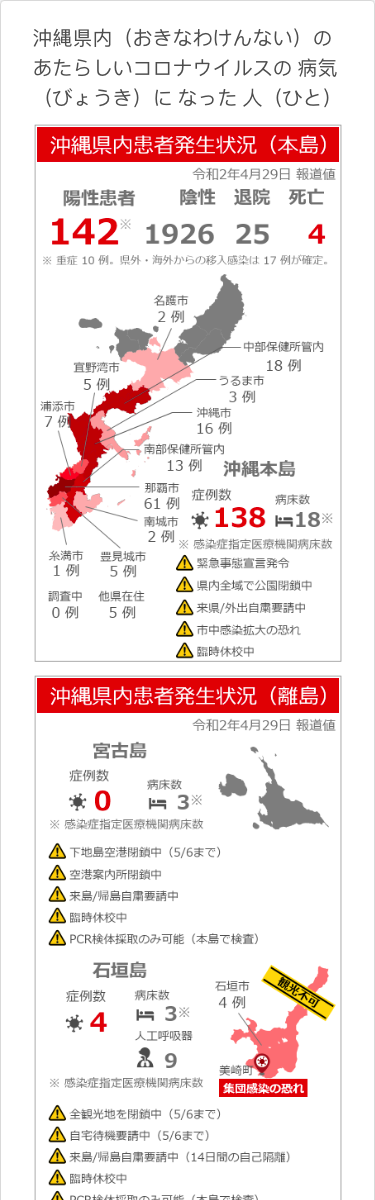 沖縄県内（おきなわけんない）の
あたらしいコロナウイルスの 病気
（びょうき）に なった 人（ひと）
沖縄県内患者発生状況（本島）
令和2年4月29日 報道値
陽性患者 陰性 退院 死亡
142※ 1926 25 4
※ 重症 10 例。県外・海外からの移入感染は 17 例が確定。
名護市
2 例
中部保健所管内
18 例
宜野湾市
5 例
うるま市
3 例
浦添市
7 例
沖縄市
16 例
南部保健所管内
13 例
沖縄本島
那覇市
61 例
症例数 病床数
138 18※
南城市
2 例
※ 感染症指定医療機関病床数
糸満市
1 例
豊見城市
5 例
調査中
0 例
他県在住
5 例
緊急事態宣言発令
県内全域で公園閉鎖中
来県/外出自粛要請中
市中感染拡大の恐れ
臨時休校中
沖縄県内患者発生状況（離島）
令和2年4月29日 報道値
宮古島
症例数 病床数
0 3※
※ 感染症指定医療機関病床数
下地島空港閉鎖中（5/6まで）
空港案内所閉鎖中
来島/帰島自粛要請中
臨時休校中
PCR検体採取のみ可能（本島で検査）
石垣島
症例数 病床数
4 3※
人工呼吸器
9
※ 感染症指定医療機関病床数
石垣市
4 例
観光不可
美崎町
集団感染の恐れ
全観光地を閉鎖中（5/6まで）
自宅待機要請中（5/6まで）
来島/帰島自粛要請中（14日間の自己隔離）
臨時休校中
PCR検体採取のみ可能（本島で検査）